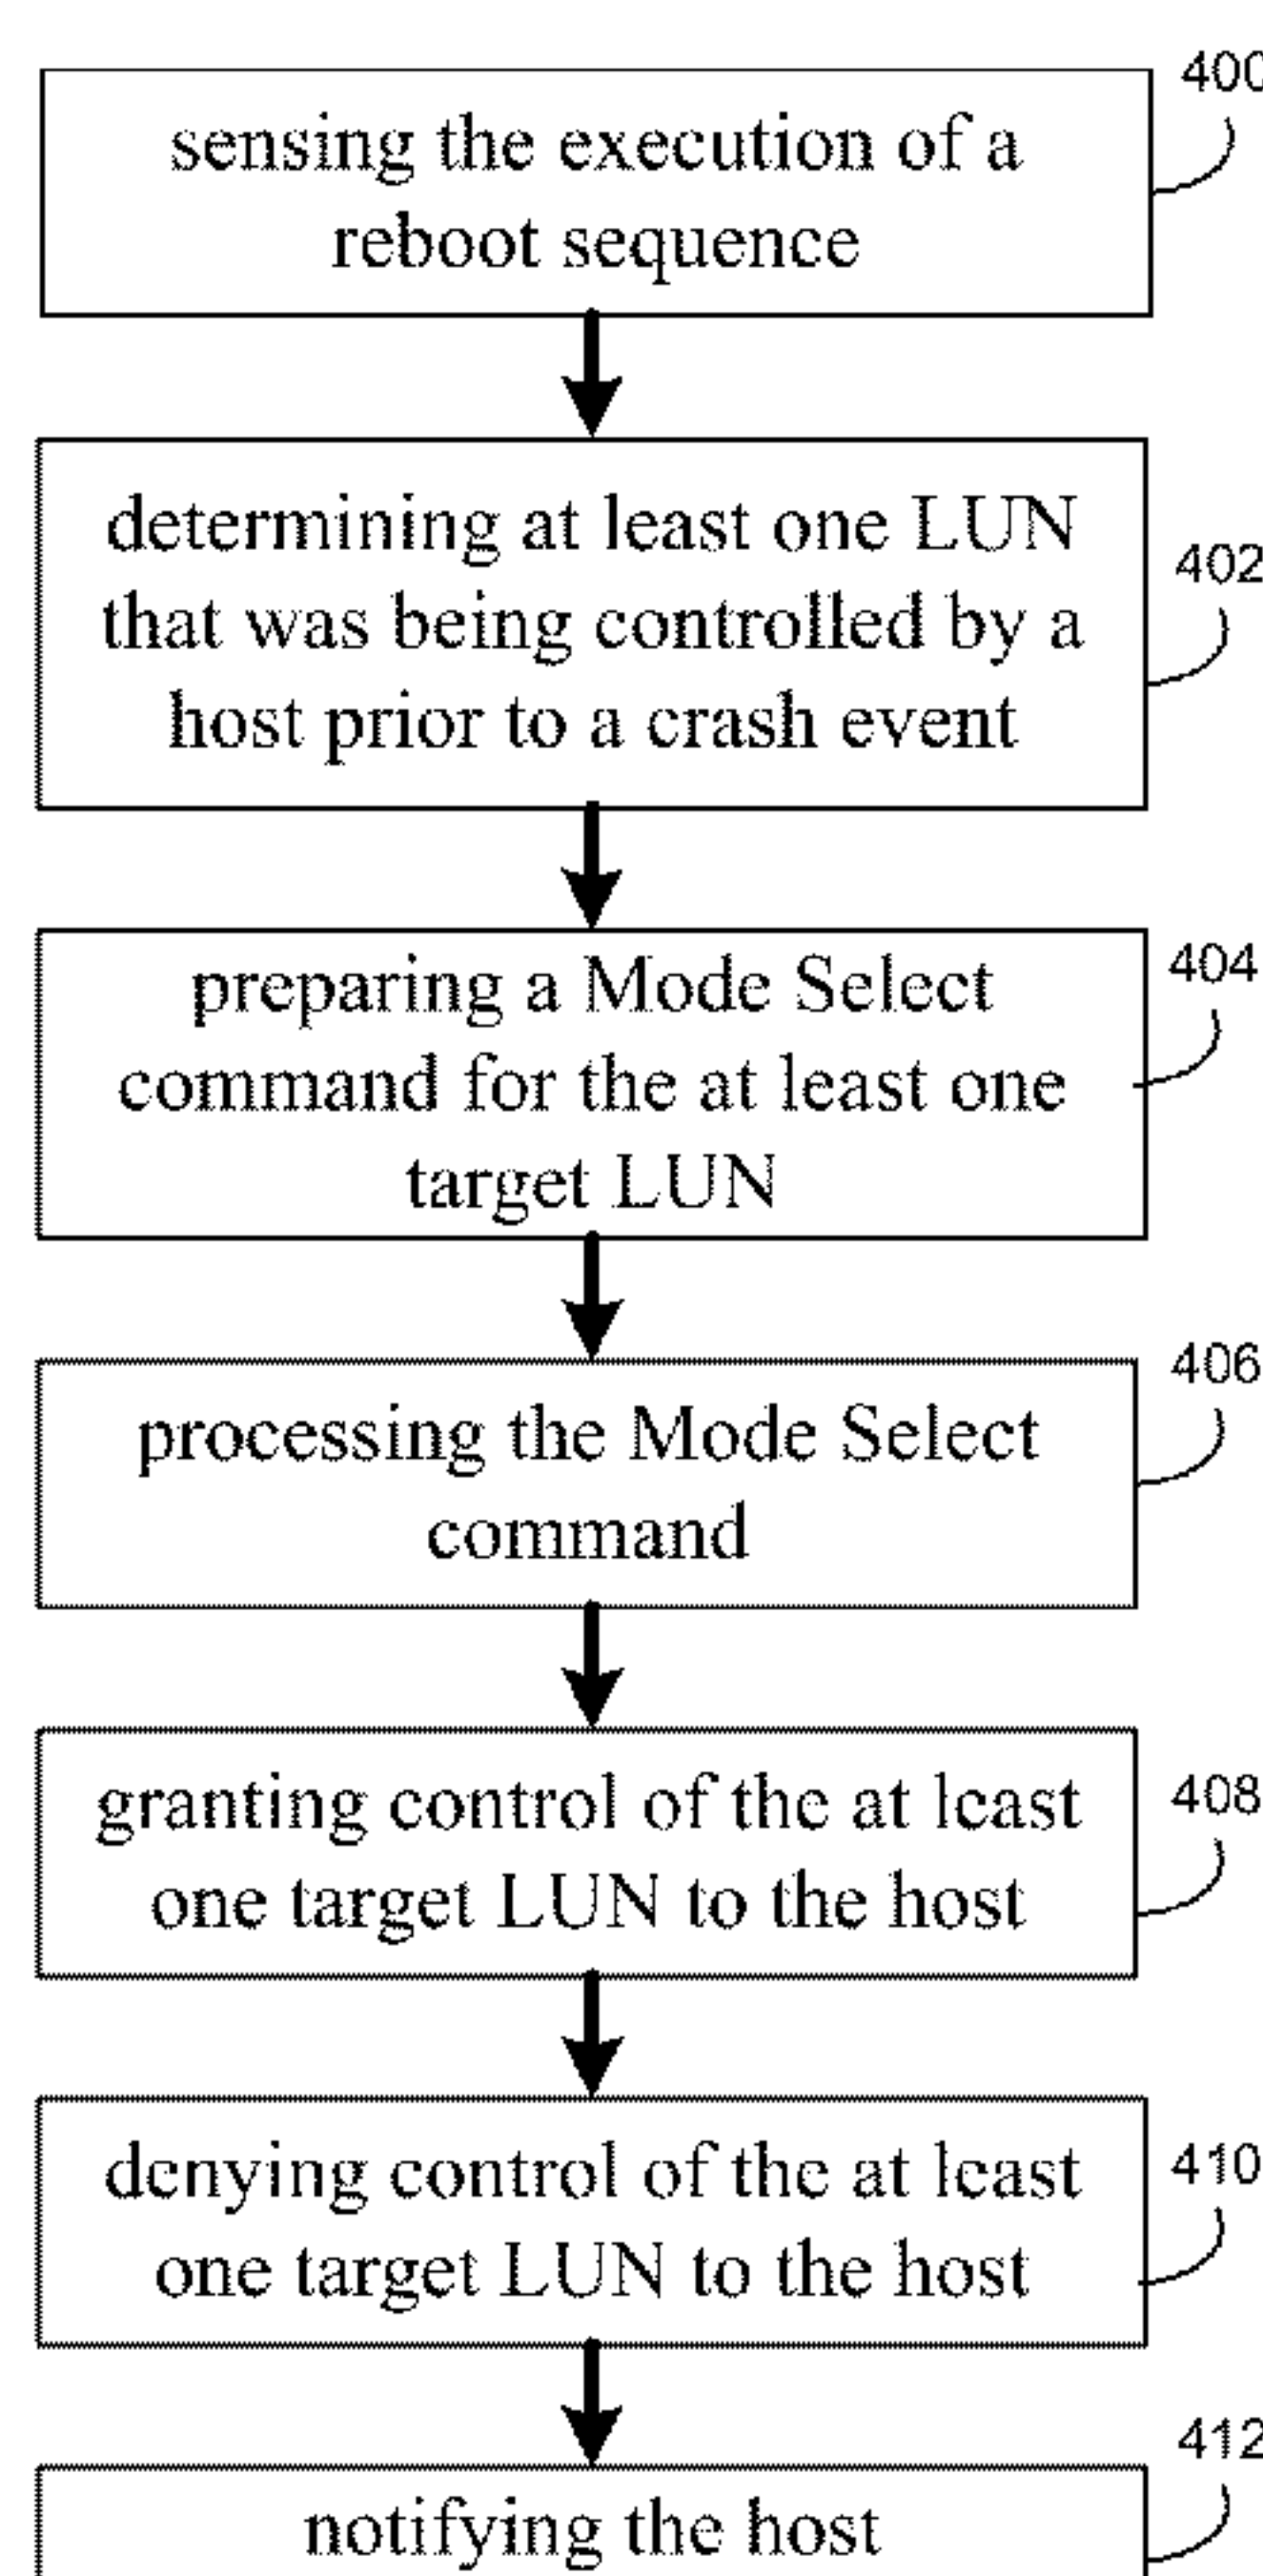 400
sensing the execution of a
reboot sequence
determining at least one LUN
that was being controlled by a
host prior to a crash event
402
preparing a Mode Select
command for the at least one
target LUN
404
processing the Mode Select
command
406
granting control of the at least
one target LUN to the host
408
denying control of the at least
one target LUN to the host
410
notifying the host
412